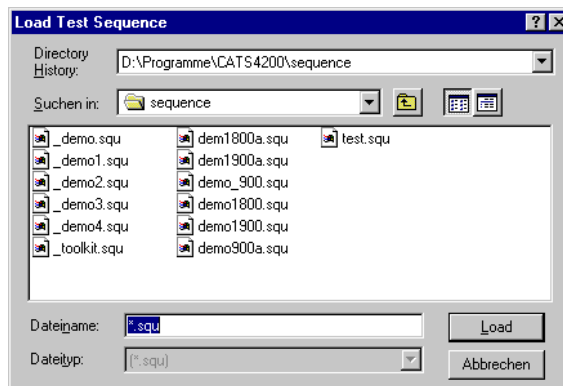 Load Test Sequence
Directory History:
D:\Programme\CATS4200\sequence
Suchen in:
sequence
_demo.squ
_demo1.squ
_demo2.squ
_demo3.squ
_demo4.squ
_toolkit.squ
dem1800a.squ
dem1900a.squ
demo_900.squ
demo1800.squ
demo1900.squ
demo900a.squ
test.squ
Dateiname:
*.squ
Load
Dateityp:
(*.squ)
Abbrechen